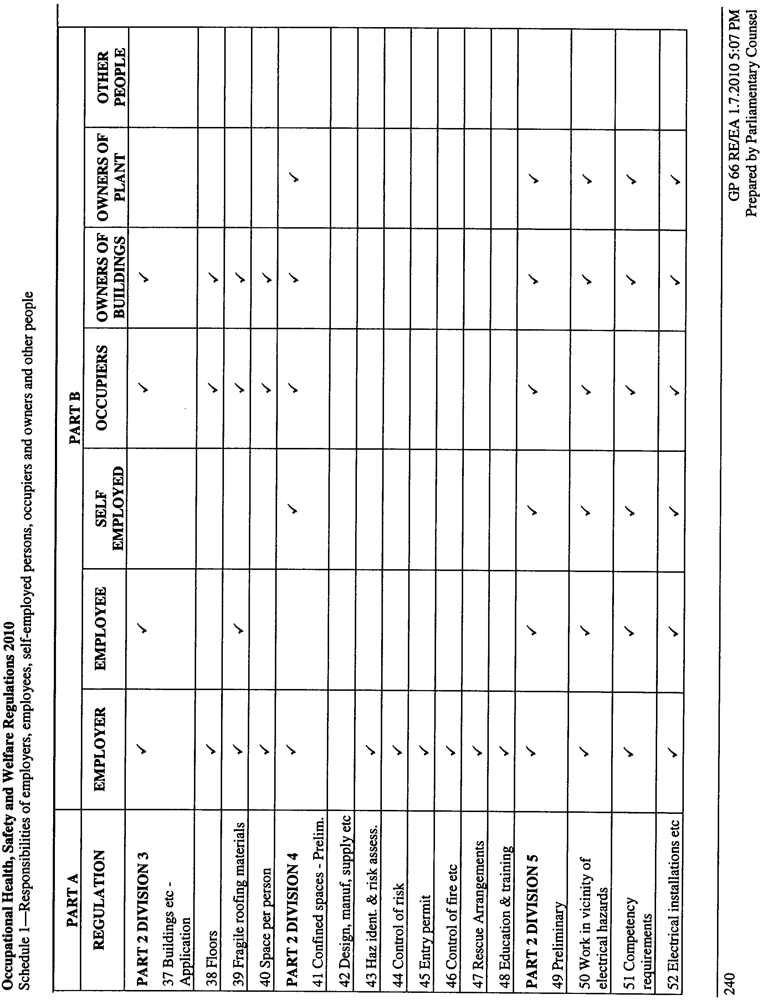 Occupational Health, Safety and Welfare Regulations 2010
Schedule 1—Responsibilities of employers, employees, self-employed persons, occupiers and owners and other people
PART A PART B
REGULATION EMPLOYER EMPLOYEE SELF EMPLOYED OCCUPIERS OWNERS OF BUILDINGS OWNERS OF PLANT OTHER PEOPLE
PART 2 DIVISION 3 ✓ ✓ ✓ ✓
37 Buildings etc -
Application
38 Floors ✓ ✓ ✓
39 Fragile roofing materials ✓ ✓ ✓ ✓
40 Space per person ✓ ✓ ✓
PART 2 DIVISION 4 ✓ ✓ ✓ ✓ ✓
41 Confined spaces - Prelim.
42 Design, manuf, supply etc
43 Haz ident. & risk assess. ✓
44 Control of risk ✓
45 Entry permit ✓
46 Control of fire etc ✓
47 Rescue Arrangements ✓
48 Education & training ✓
PART 2 DIVISION 5 ✓ ✓ ✓ ✓ ✓ ✓
49 Preliminary
50 Work in vicinity of ✓ ✓ ✓ ✓ ✓ ✓
electrical hazards
51 Competency ✓ ✓ ✓ ✓ ✓ ✓
requirements
52 Electrical installations etc ✓ ✓ ✓ ✓ ✓ ✓
240 GP 66 RE/EA 1.7.2010 5:07 PM
Prepared by Parliamentary Counsel